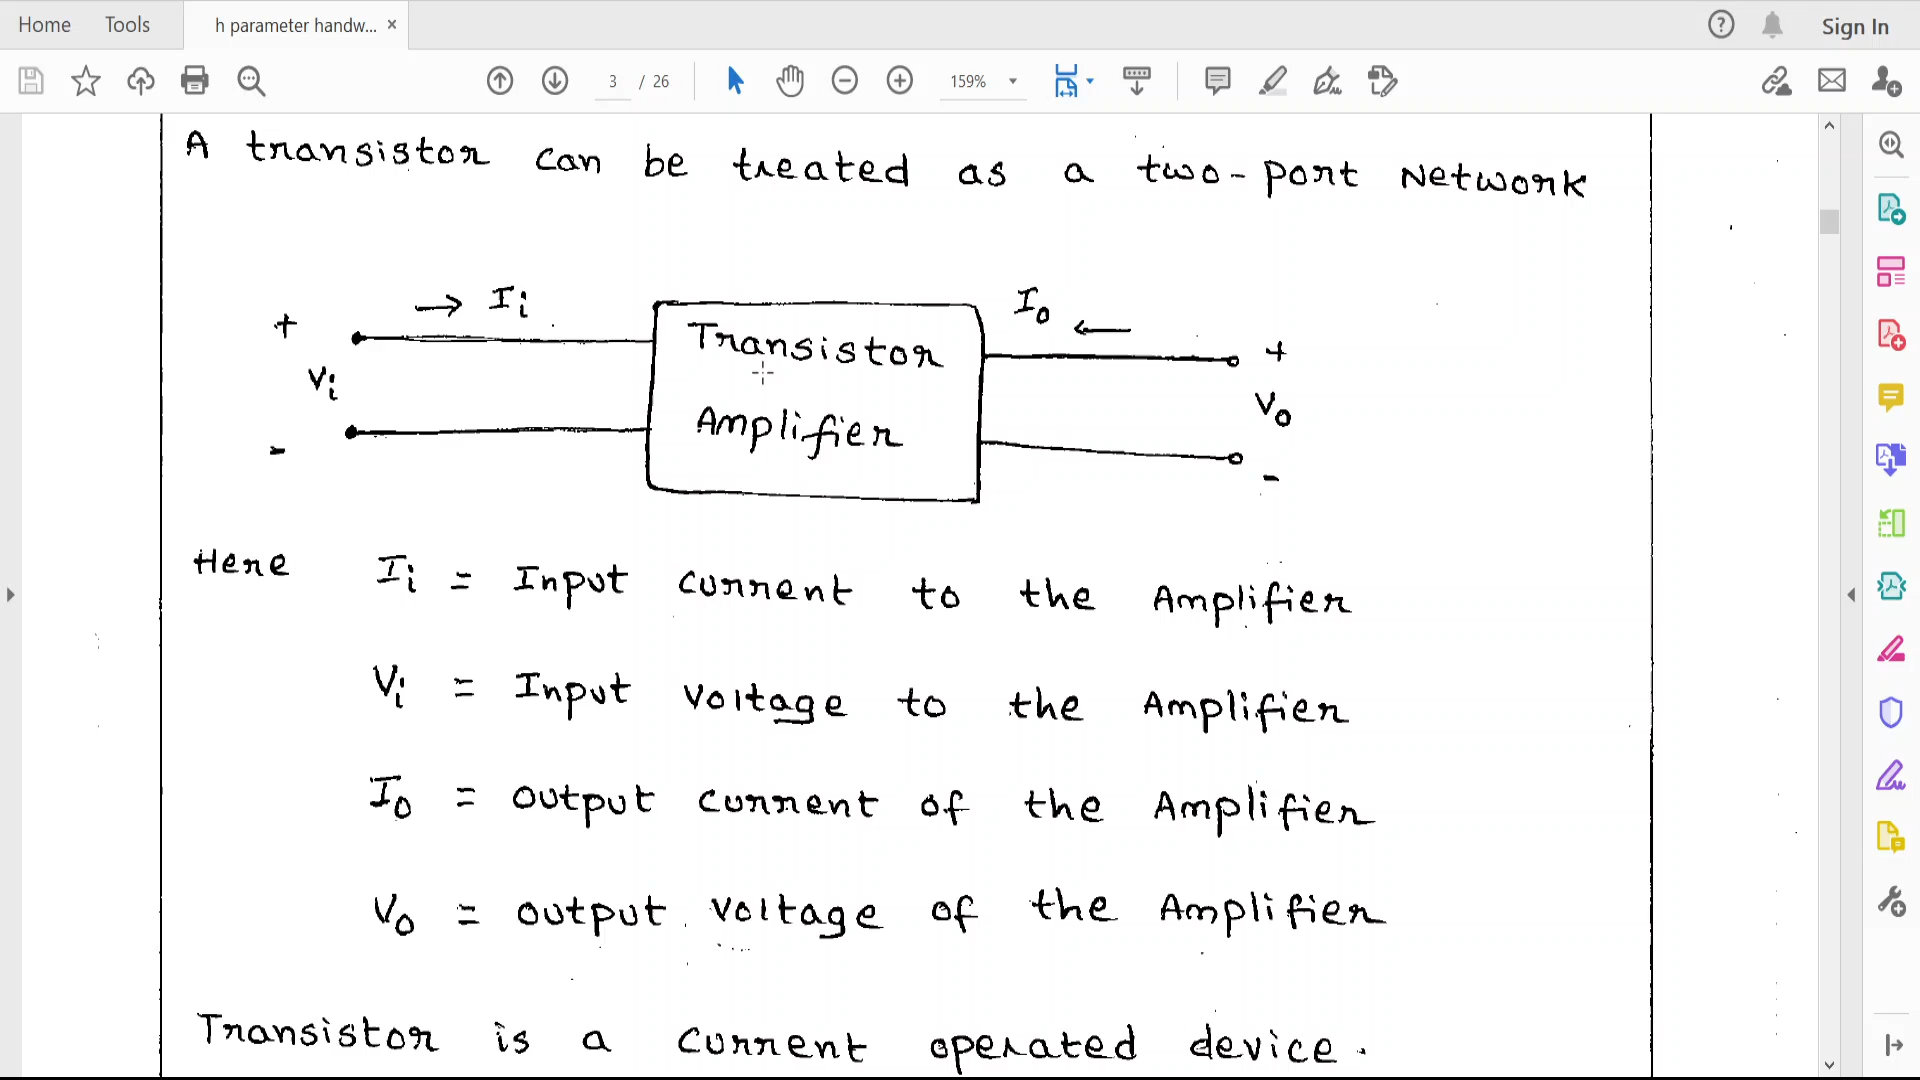 Home Tools h parameter handw... × Sign In
3 / 26 159%
A transistor can be treated as a two-port Network
+ → Ii Io ← +
Vi Transistor Vo
Amplifier
- -
Here Ii = Input current to the Amplifier
Vi = Input voltage to the Amplifier
Io = output current of the Amplifier
Vo = output voltage of the Amplifier
Transistor is a current operated device.